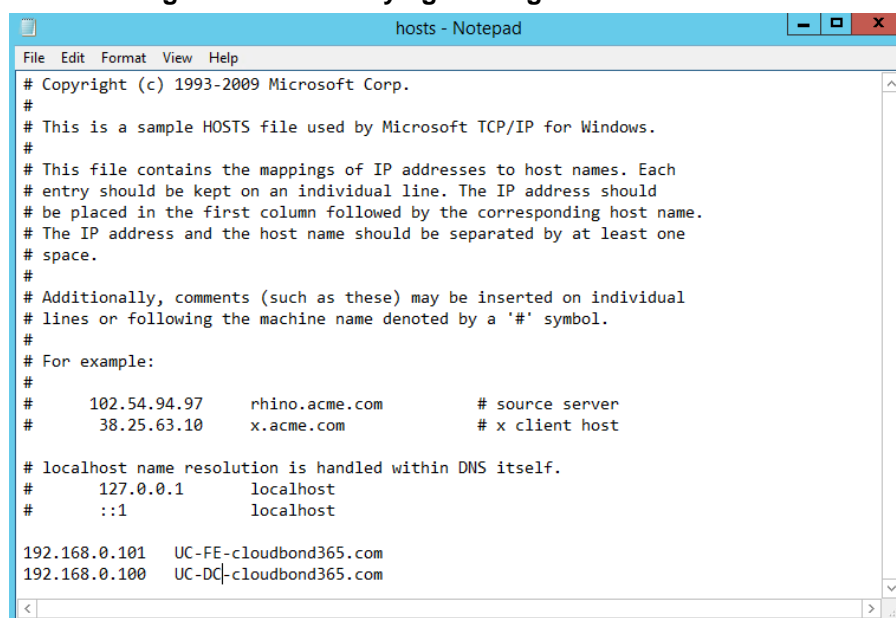 hosts - Notepad
File Edit Format View Help
# Copyright (c) 1993-2009 Microsoft Corp.
#
# This is a sample HOSTS file used by Microsoft TCP/IP for Windows.
#
# This file contains the mappings of IP addresses to host names. Each
# entry should be kept on an individual line. The IP address should
# be placed in the first column followed by the corresponding host name.
# The IP address and the host name should be separated by at least one
# space.
#
# Additionally, comments (such as these) may be inserted on individual
# lines or following the machine name denoted by a '#' symbol.
#
# For example:
#
#      102.54.94.97     rhino.acme.com          # source server
#       38.25.63.10     x.acme.com              # x client host

# localhost name resolution is handled within DNS itself.
#       127.0.0.1       localhost
#       ::1             localhost

192.168.0.101   UC-FE-cloudbond365.com
192.168.0.100   UC-DC-cloudbond365.com